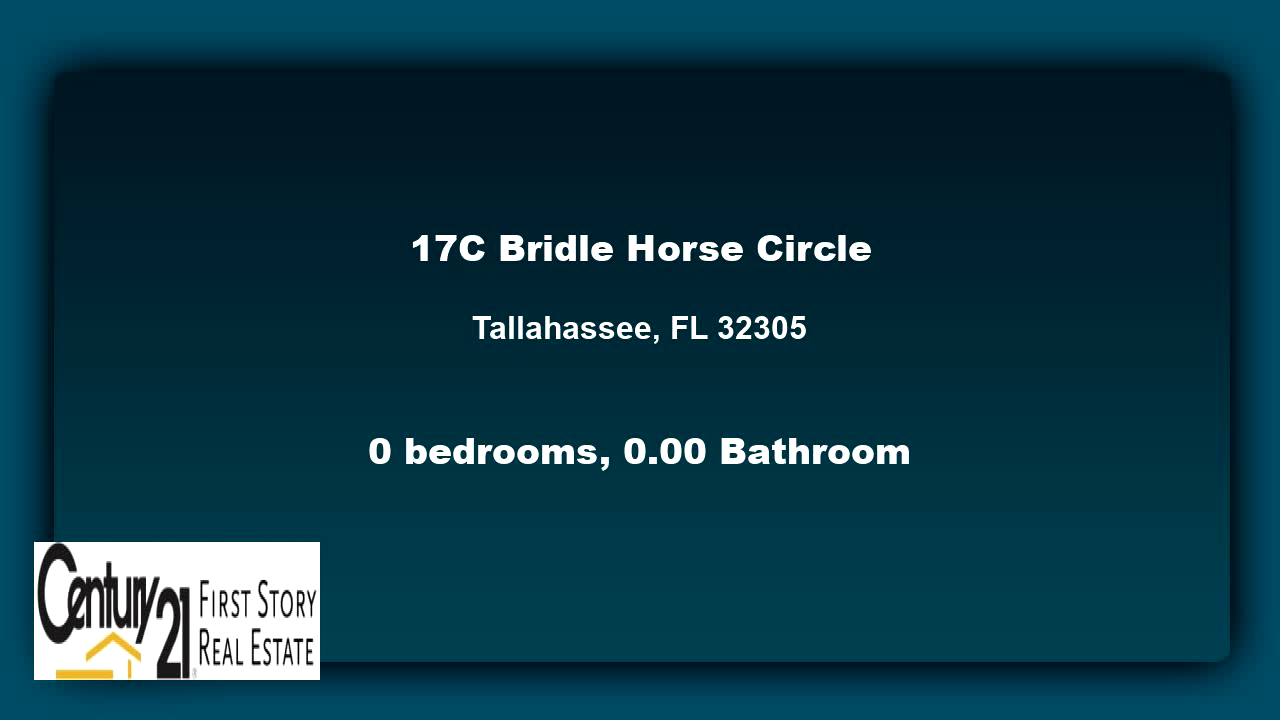 17C Bridle Horse Circle
Tallahassee, FL 32305
0 bedrooms, 0.00 Bathroom
Century 21 FIRST STORY
REAL ESTATE